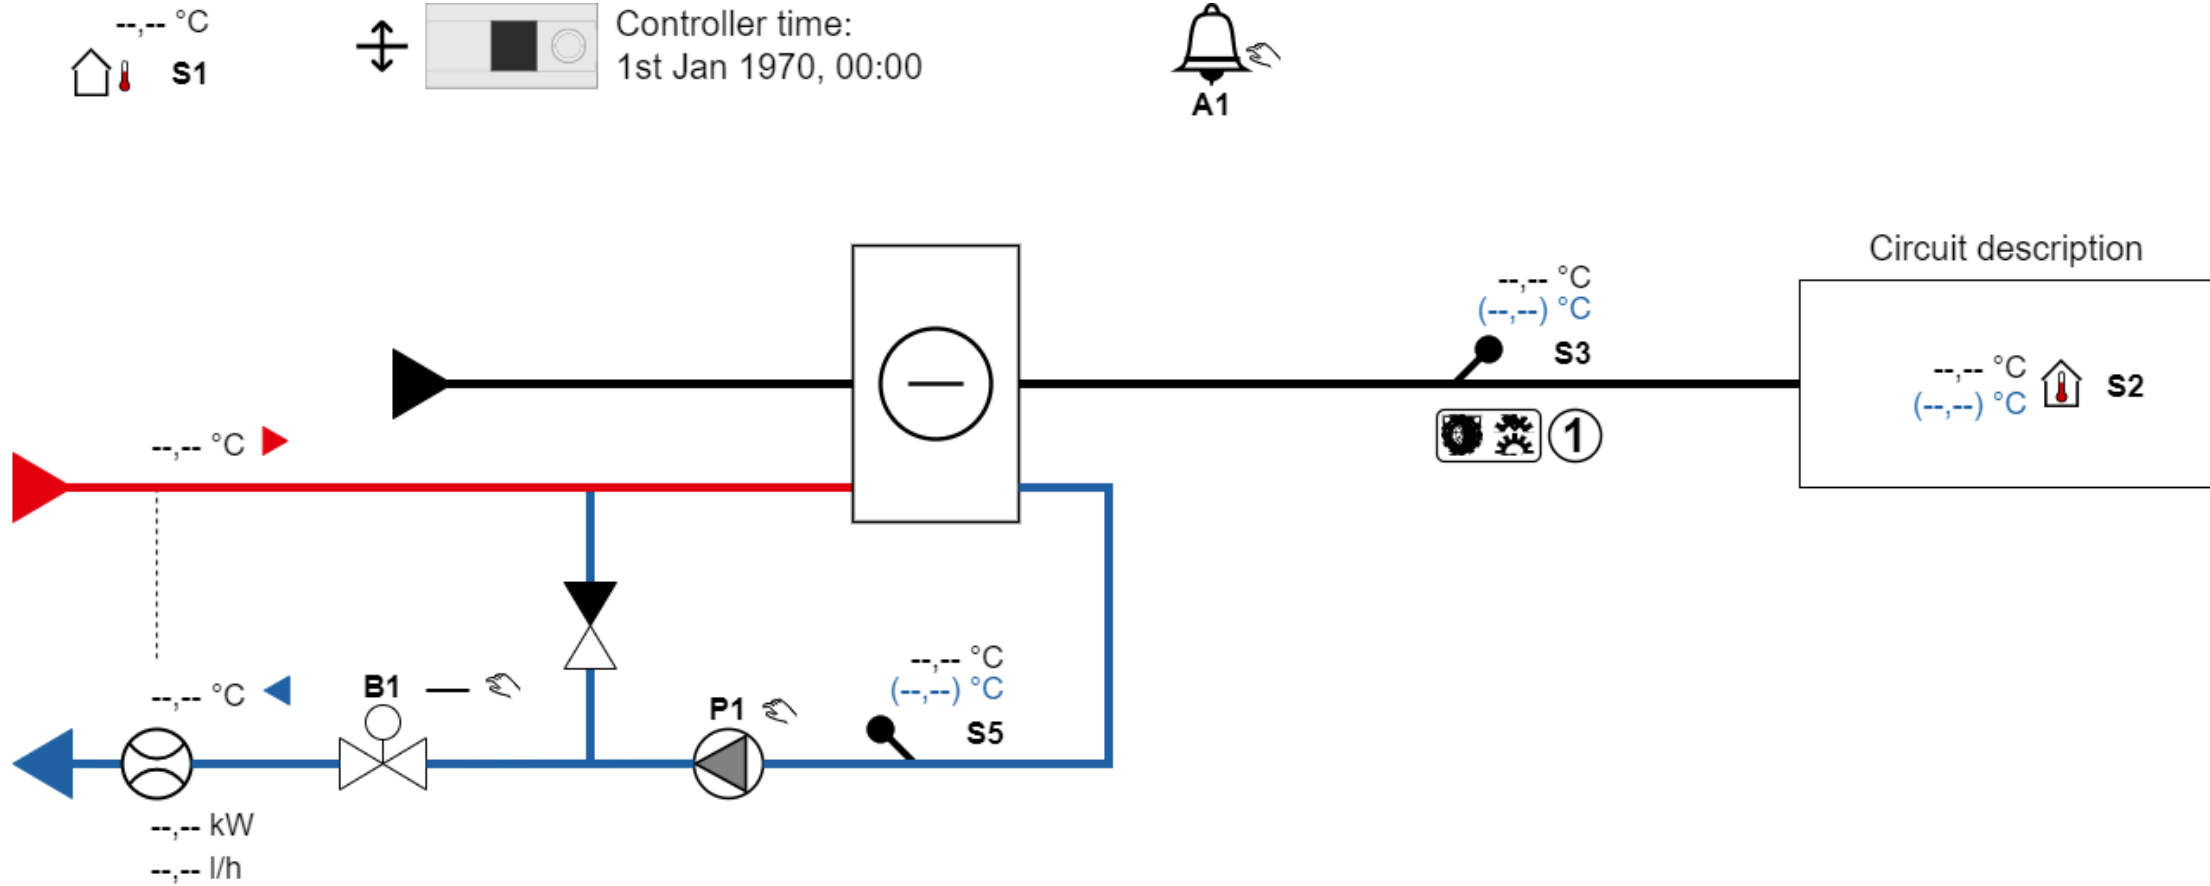 --,-- °C
S1
Controller time:
1st Jan 1970, 00:00
A1
Circuit description
--,-- °C
(--,--) °C
S3
--,-- °C
(--,--) °C
S2
1
--,-- °C
--,-- °C
B1
P1
--,-- °C
(--,--) °C
S5
--,-- kW
--,-- l/h